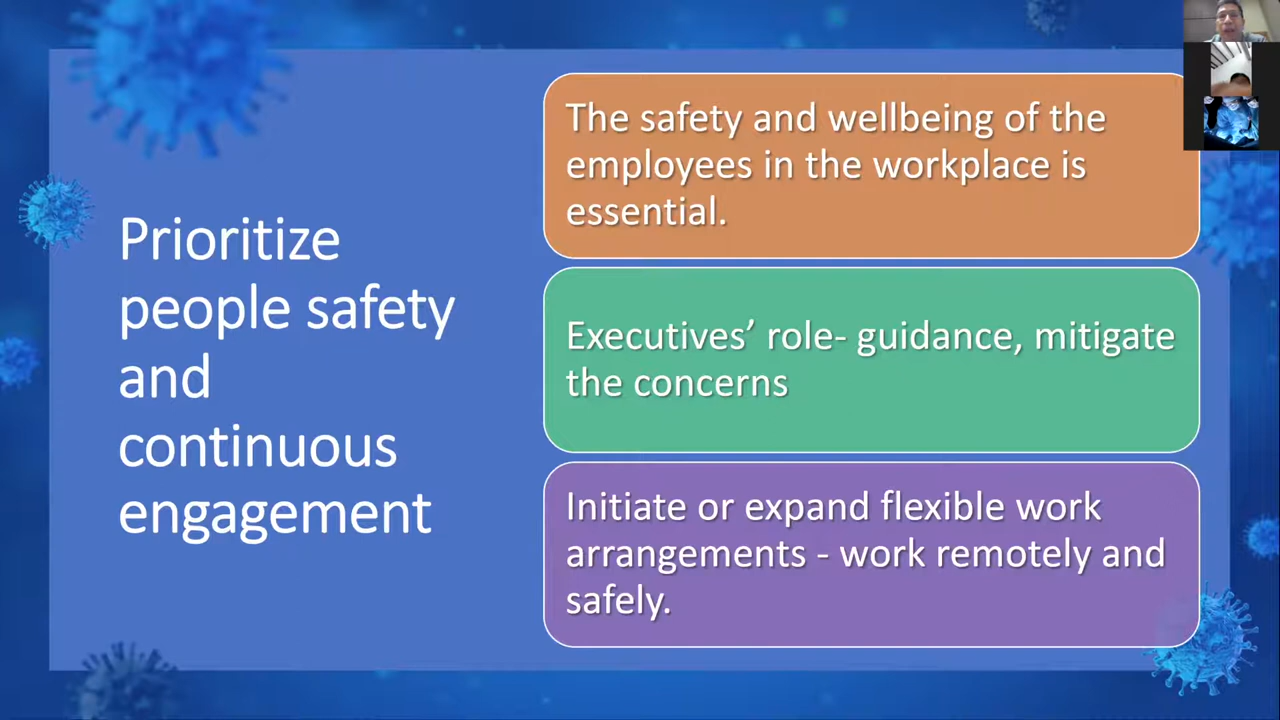 Prioritize
people safety
and
continuous
engagement
The safety and wellbeing of the
employees in the workplace is
essential.
Executives’ role- guidance, mitigate
the concerns
Initiate or expand flexible work
arrangements - work remotely and
safely.